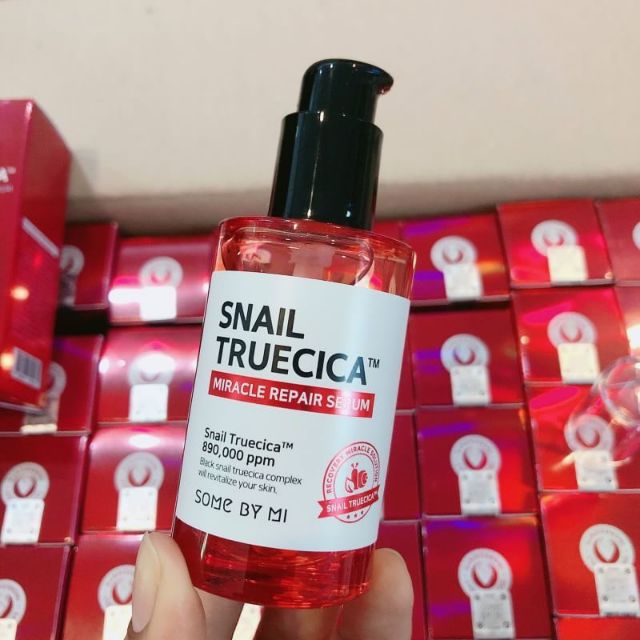 SNAIL
TRUECICA™
MIRACLE REPAIR SERUM
Snail Truecica™
890,000 ppm
Black snail truecica complex
will revitalize your skin.
SOME BY MI
RECOVERY MIRACLE SOLUTION
SNAIL TRUECICA™